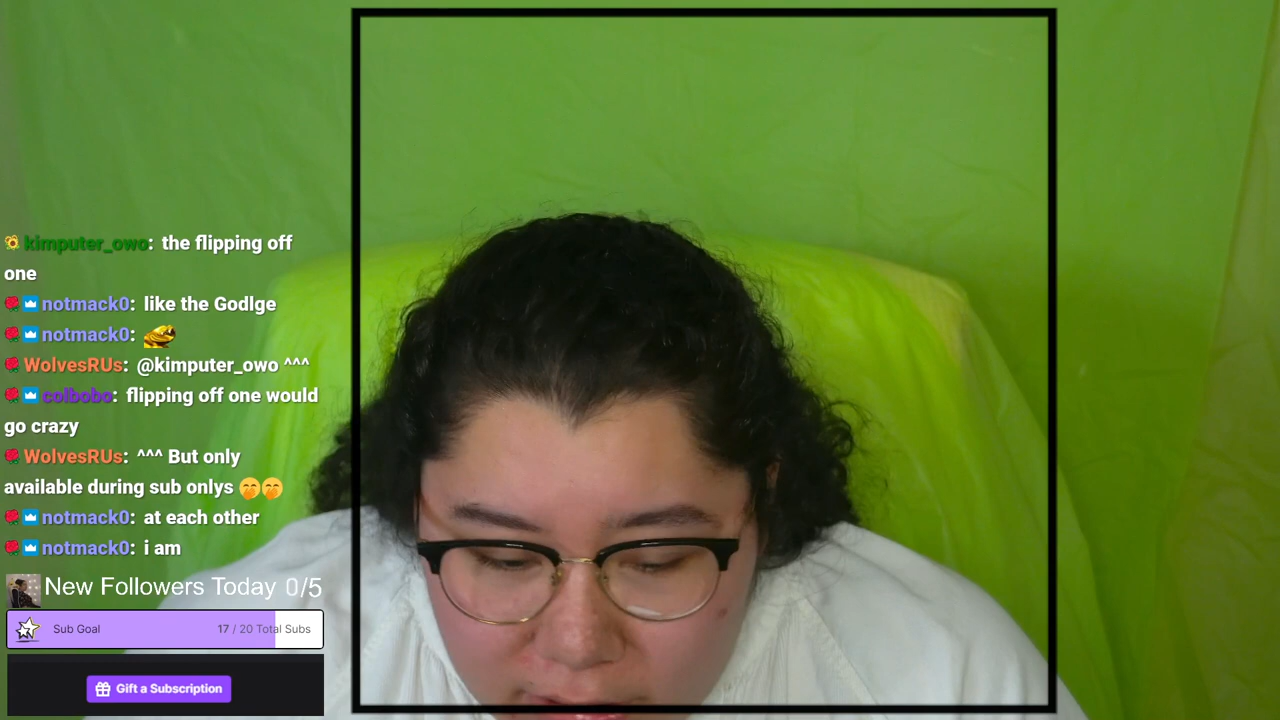 kimputer_owo: the flipping off
one
notmack0: like the Godlge
notmack0:
WolvesRUs: @kimputer_owo ^^^
colbobo: flipping off one would
go crazy
WolvesRUs: ^^^ But only
available during sub onlys 🤭🤭
notmack0: at each other
notmack0: i am
New Followers Today 0/5
Sub Goal 17 / 20 Total Subs
Gift a Subscription